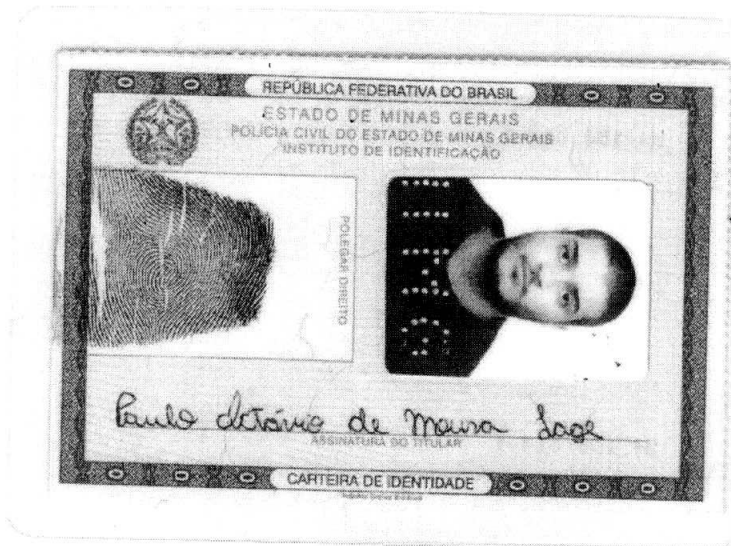 REPÚBLICA FEDERATIVA DO BRASIL
ESTADO DE MINAS GERAIS
POLÍCIA CIVIL DO ESTADO DE MINAS GERAIS
INSTITUTO DE IDENTIFICAÇÃO
POLEGAR DIREITO
Paulo Octávio de Moura Lage
ASSINATURA DO TITULAR
CARTEIRA DE IDENTIDADE